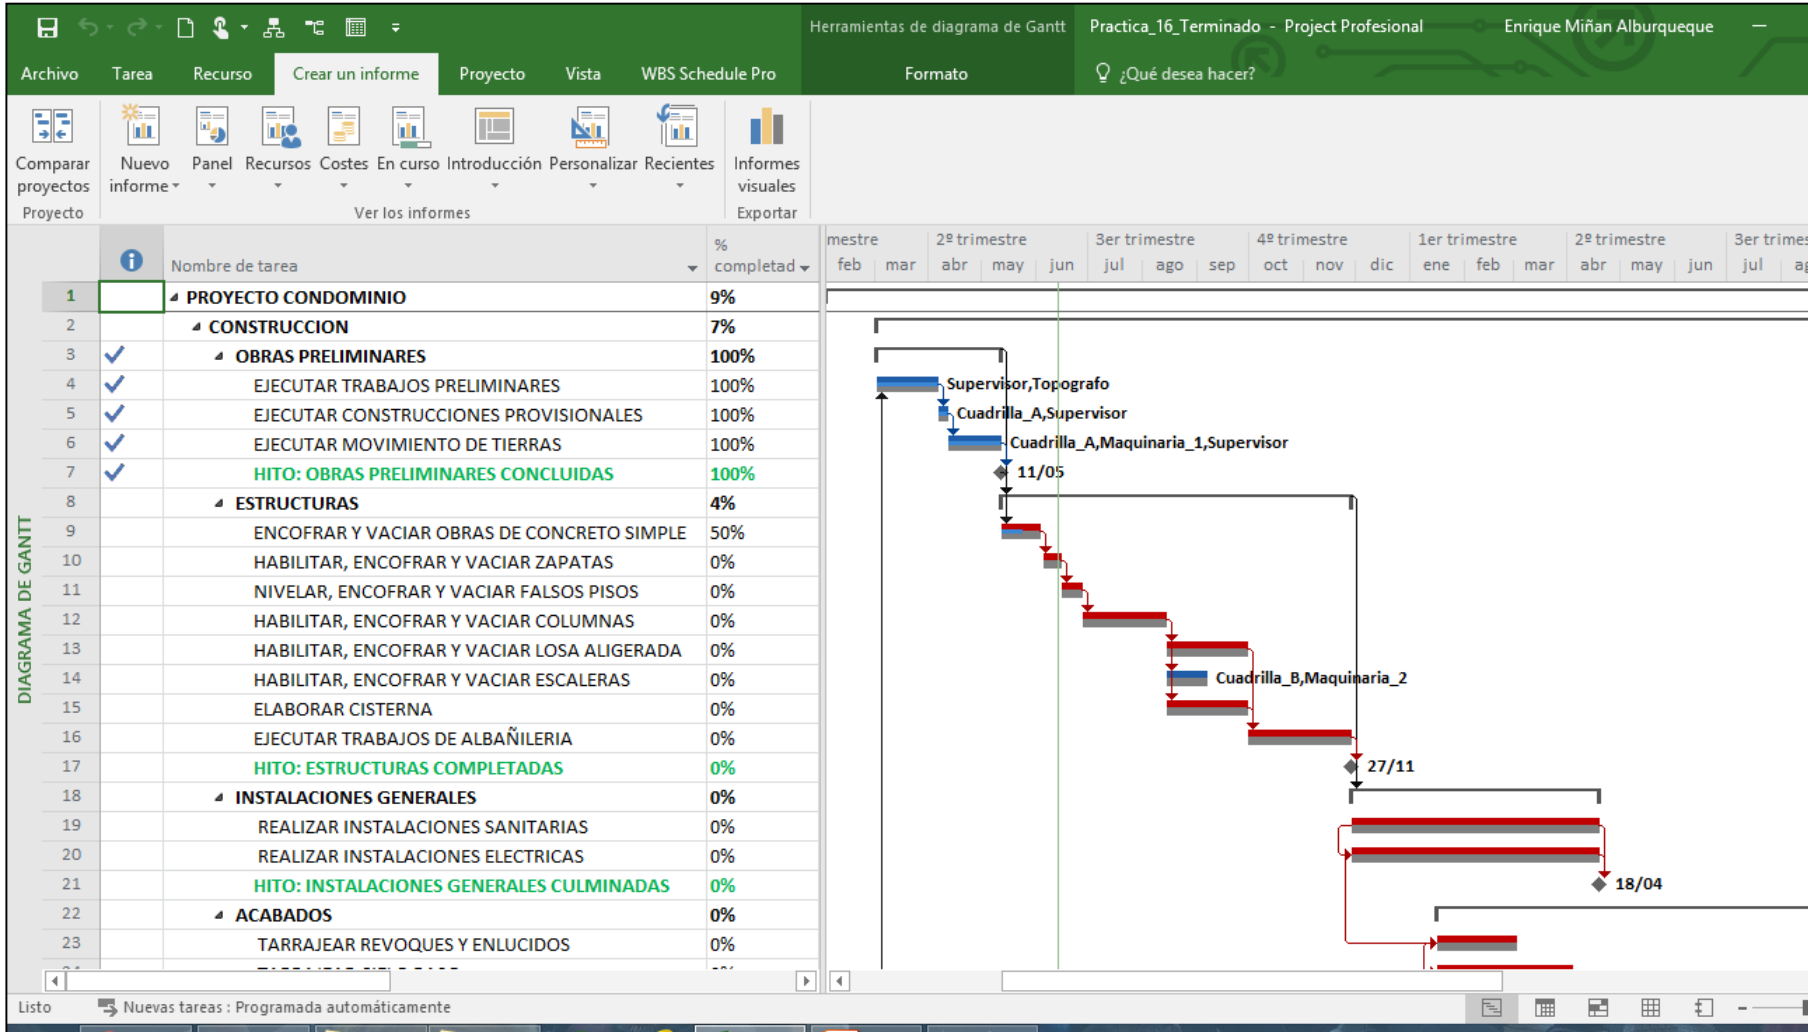 Herramientas de diagrama de Gantt Practica_16_Terminado - Project Profesional Enrique Miñan Alburqueque
Archivo Tarea Recurso Crear un informe Proyecto Vista WBS Schedule Pro Formato ¿Qué desea hacer?
Comparar proyectos
Nuevo informe
Panel Recursos Costes En curso Introducción Personalizar Recientes
Informes visuales
Proyecto Ver los informes Exportar
Nombre de tarea % completad
mestre 2º trimestre 3er trimestre 4º trimestre 1er trimestre 2º trimestre 3er trimes
feb mar abr may jun jul ago sep oct nov dic ene feb mar abr may jun jul ag
DIAGRAMA DE GANTT
1 PROYECTO CONDOMINIO 9%
2 CONSTRUCCION 7%
3 OBRAS PRELIMINARES 100%
4 EJECUTAR TRABAJOS PRELIMINARES 100% Supervisor,Topografo
5 EJECUTAR CONSTRUCCIONES PROVISIONALES 100% Cuadrilla_A,Supervisor
6 EJECUTAR MOVIMIENTO DE TIERRAS 100% Cuadrilla_A,Maquinaria_1,Supervisor
7 HITO: OBRAS PRELIMINARES CONCLUIDAS 100% 11/05
8 ESTRUCTURAS 4%
9 ENCOFRAR Y VACIAR OBRAS DE CONCRETO SIMPLE 50%
10 HABILITAR, ENCOFRAR Y VACIAR ZAPATAS 0%
11 NIVELAR, ENCOFRAR Y VACIAR FALSOS PISOS 0%
12 HABILITAR, ENCOFRAR Y VACIAR COLUMNAS 0%
13 HABILITAR, ENCOFRAR Y VACIAR LOSA ALIGERADA 0%
14 HABILITAR, ENCOFRAR Y VACIAR ESCALERAS 0% Cuadrilla_B,Maquinaria_2
15 ELABORAR CISTERNA 0%
16 EJECUTAR TRABAJOS DE ALBAÑILERIA 0%
17 HITO: ESTRUCTURAS COMPLETADAS 0% 27/11
18 INSTALACIONES GENERALES 0%
19 REALIZAR INSTALACIONES SANITARIAS 0%
20 REALIZAR INSTALACIONES ELECTRICAS 0%
21 HITO: INSTALACIONES GENERALES CULMINADAS 0% 18/04
22 ACABADOS 0%
23 TARRAJEAR REVOQUES Y ENLUCIDOS 0%
Listo Nuevas tareas : Programada automáticamente